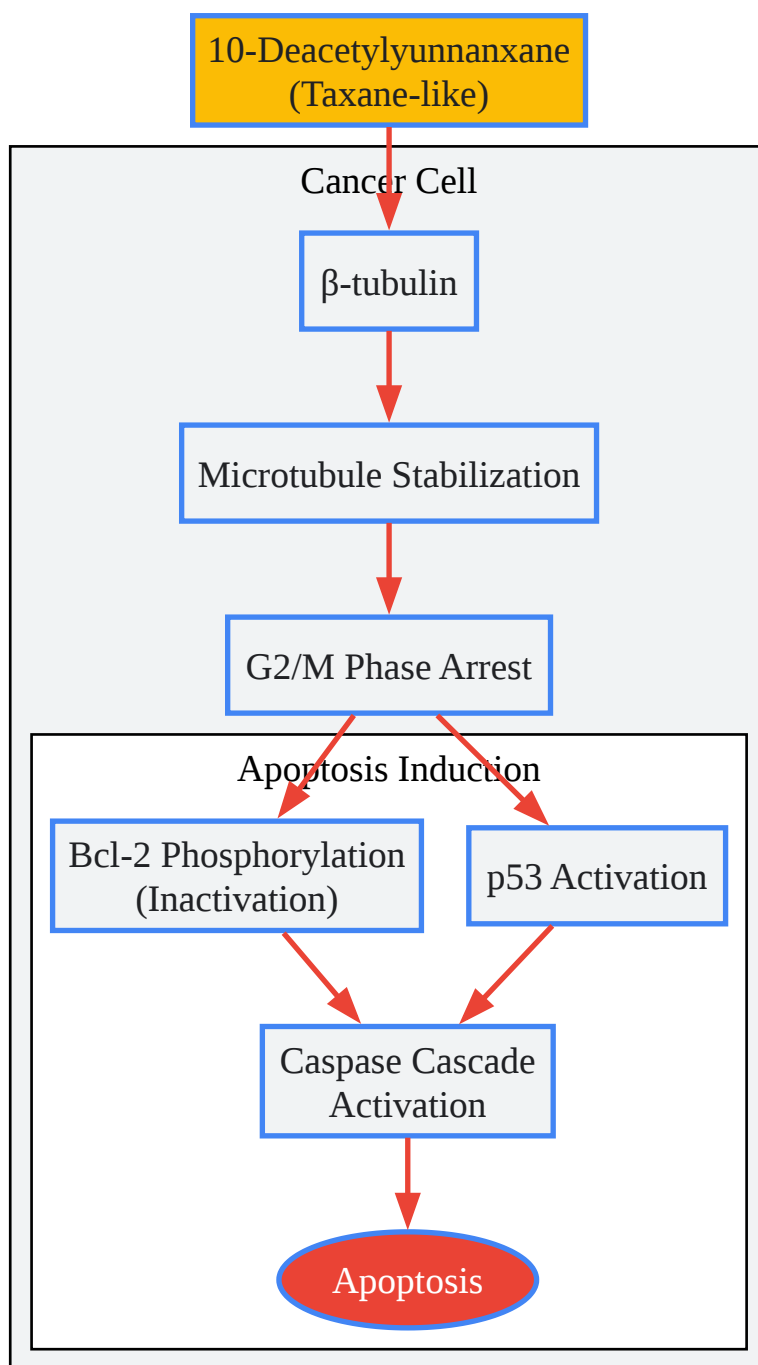 10-Deacetylyunnanxane
(Taxane-like)
Cancer Cell
β-tubulin
Microtubule Stabilization
G2/M Phase Arrest
Apoptosis Induction
Bcl-2 Phosphorylation
(Inactivation)
p53 Activation
Caspase Cascade
Activation
Apoptosis